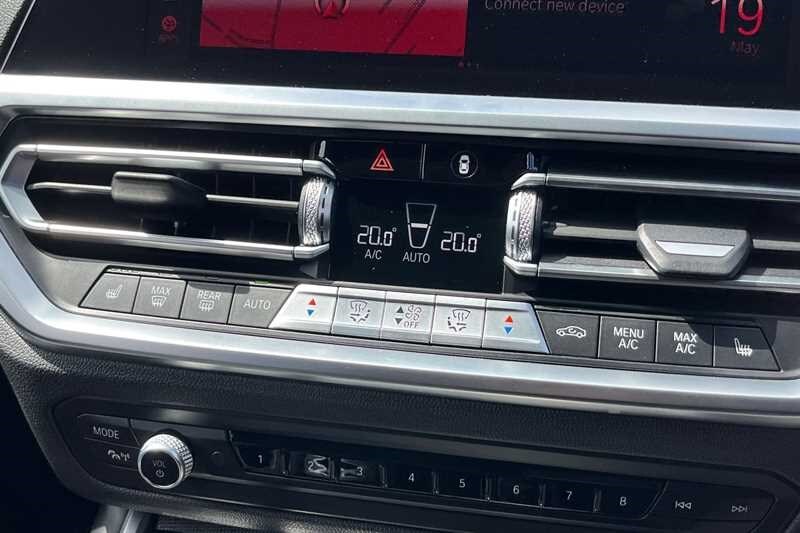 Connect new device
19
May
20.0° 20.0°
A/C AUTO
MAX REAR AUTO OFF MENU A/C MAX A/C
MODE
VOL
1 3 4 5 6 7 8